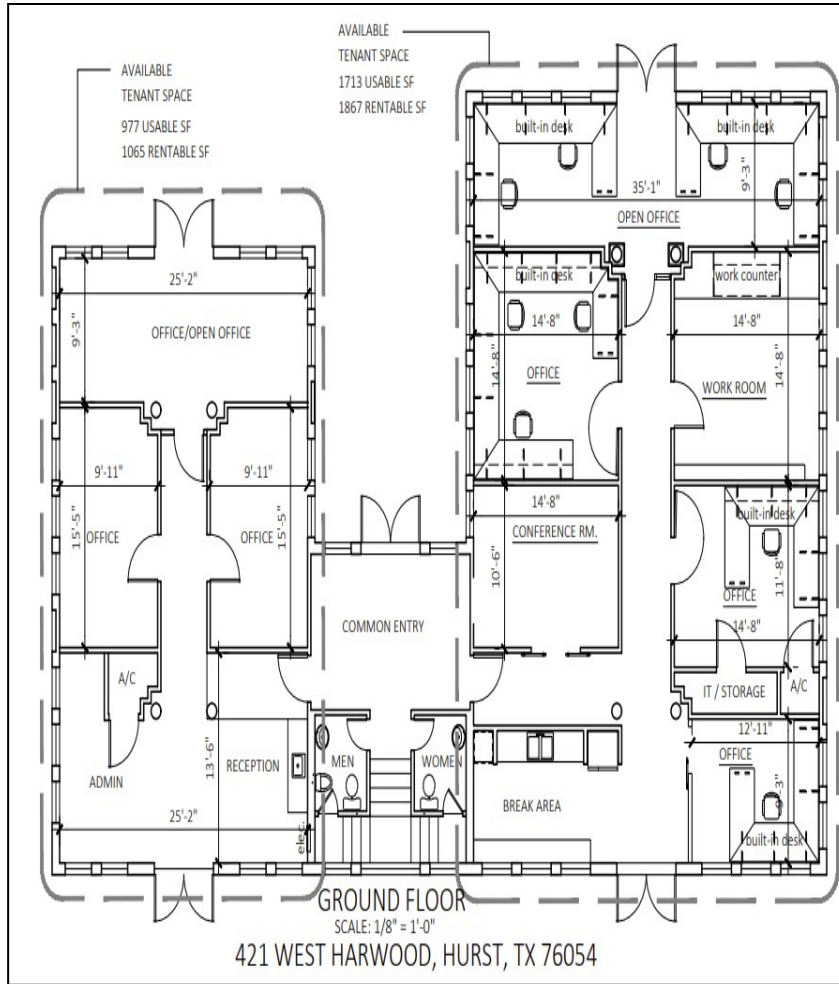 AVAILABLE
TENANT SPACE
977 USABLE SF
1065 RENTABLE SF
AVAILABLE
TENANT SPACE
1713 USABLE SF
1867 RENTABLE SF
25'-2"
9'-3"
OFFICE/OPEN OFFICE
9'-11"
9'-11"
15'-5"
OFFICE
15'-5"
OFFICE
A/C
ADMIN
13'-6"
RECEPTION
25'-2"
elec.
COMMON ENTRY
MEN
WOMEN
built-in desk
built-in desk
35'-1"
9'-3"
OPEN OFFICE
built-in desk
work counter
14'-8"
14'-8"
14'-8"
14'-8"
OFFICE
WORK ROOM
14'-8"
CONFERENCE RM.
10'-6"
built-in desk
11'-8"
OFFICE
14'-8"
IT / STORAGE
A/C
12'-11"
OFFICE
9'-3"
BREAK AREA
built-in desk
GROUND FLOOR
SCALE: 1/8" = 1'-0"
421 WEST HARWOOD, HURST, TX 76054